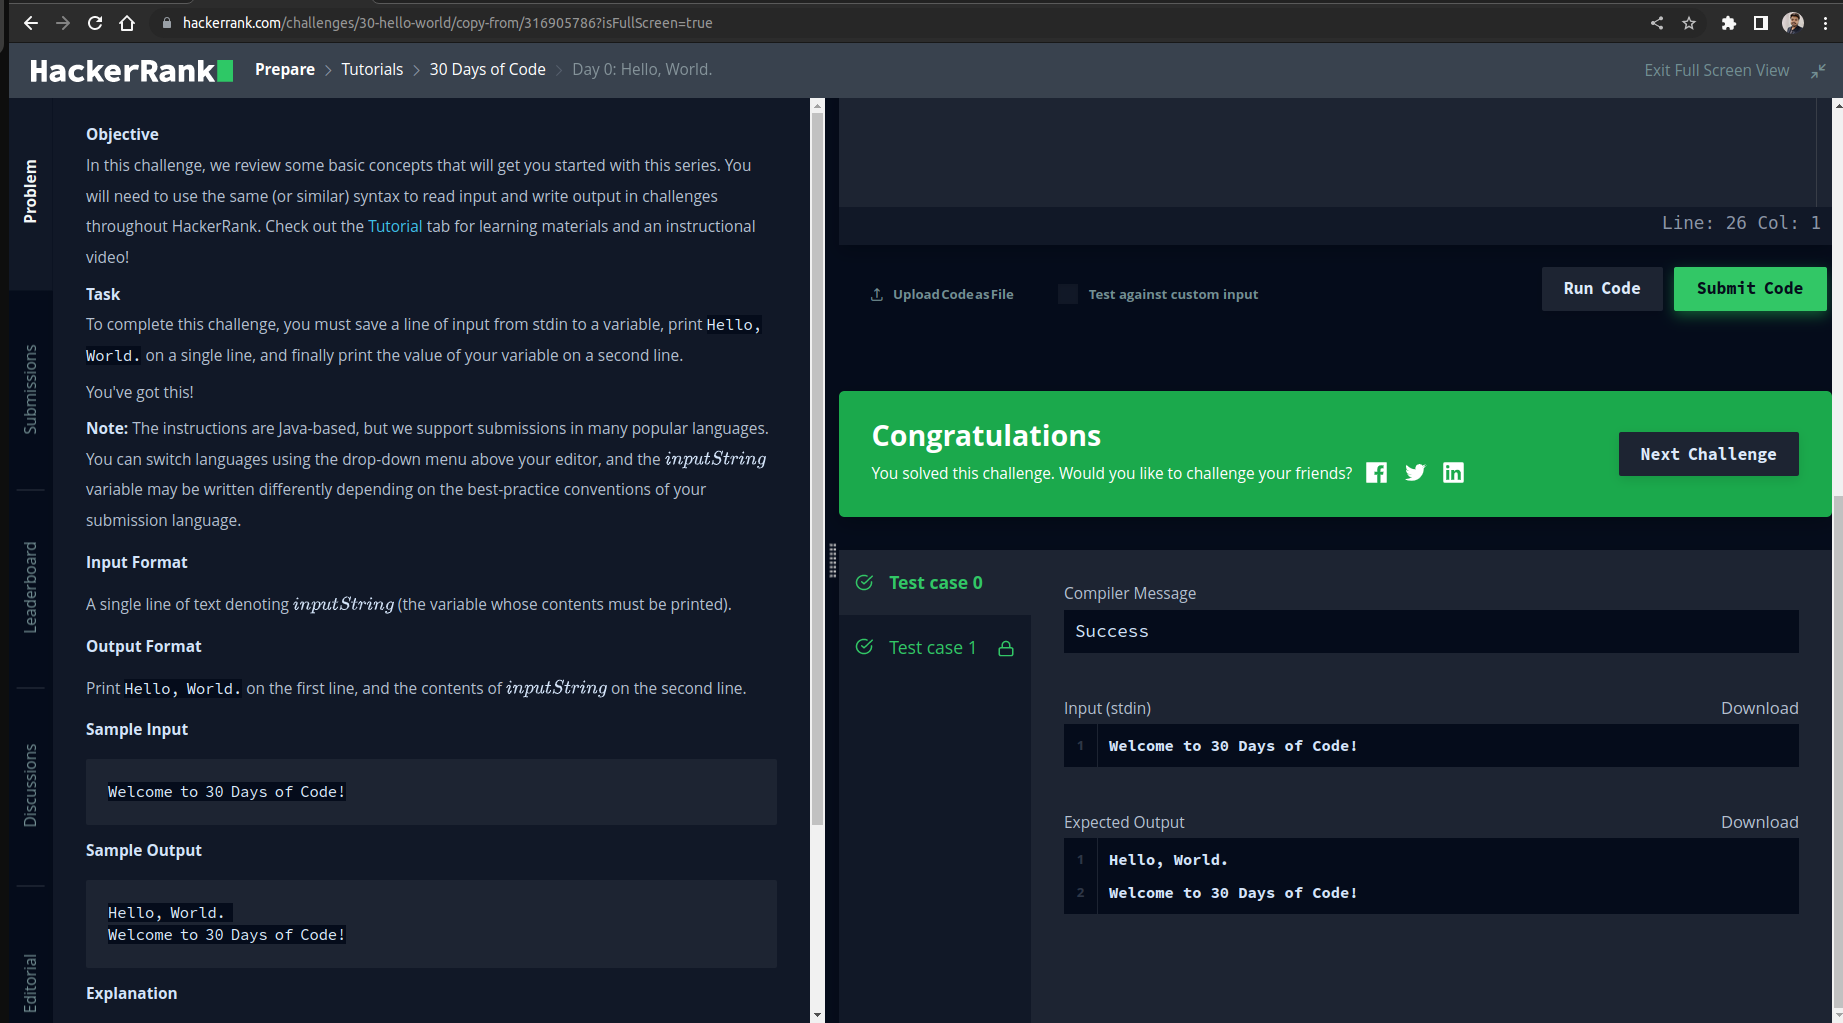 hackerrank.com/challenges/30-hello-world/copy-from/316905786?isFullScreen=true
HackerRank
Prepare
Tutorials
30 Days of Code
Day 0: Hello, World.
Exit Full Screen View
Problem
Submissions
Leaderboard
Discussions
Editorial
Objective
In this challenge, we review some basic concepts that will get you started with this series. You
will need to use the same (or similar) syntax to read input and write output in challenges
throughout HackerRank. Check out the Tutorial tab for learning materials and an instructional
video!
Task
To complete this challenge, you must save a line of input from stdin to a variable, print Hello,
World. on a single line, and finally print the value of your variable on a second line.
You've got this!
Note: The instructions are Java-based, but we support submissions in many popular languages.
You can switch languages using the drop-down menu above your editor, and the inputString
variable may be written differently depending on the best-practice conventions of your
submission language.
Input Format
A single line of text denoting inputString (the variable whose contents must be printed).
Output Format
Print Hello, World. on the first line, and the contents of inputString on the second line.
Sample Input
Welcome to 30 Days of Code!
Sample Output
Hello, World.
Welcome to 30 Days of Code!
Explanation
Line: 26 Col: 1
Upload Code as File
Test against custom input
Run Code
Submit Code
Congratulations
You solved this challenge. Would you like to challenge your friends?
Next Challenge
Test case 0
Test case 1
Compiler Message
Success
Input (stdin)
Download
1 Welcome to 30 Days of Code!
Expected Output
Download
1 Hello, World.
2 Welcome to 30 Days of Code!